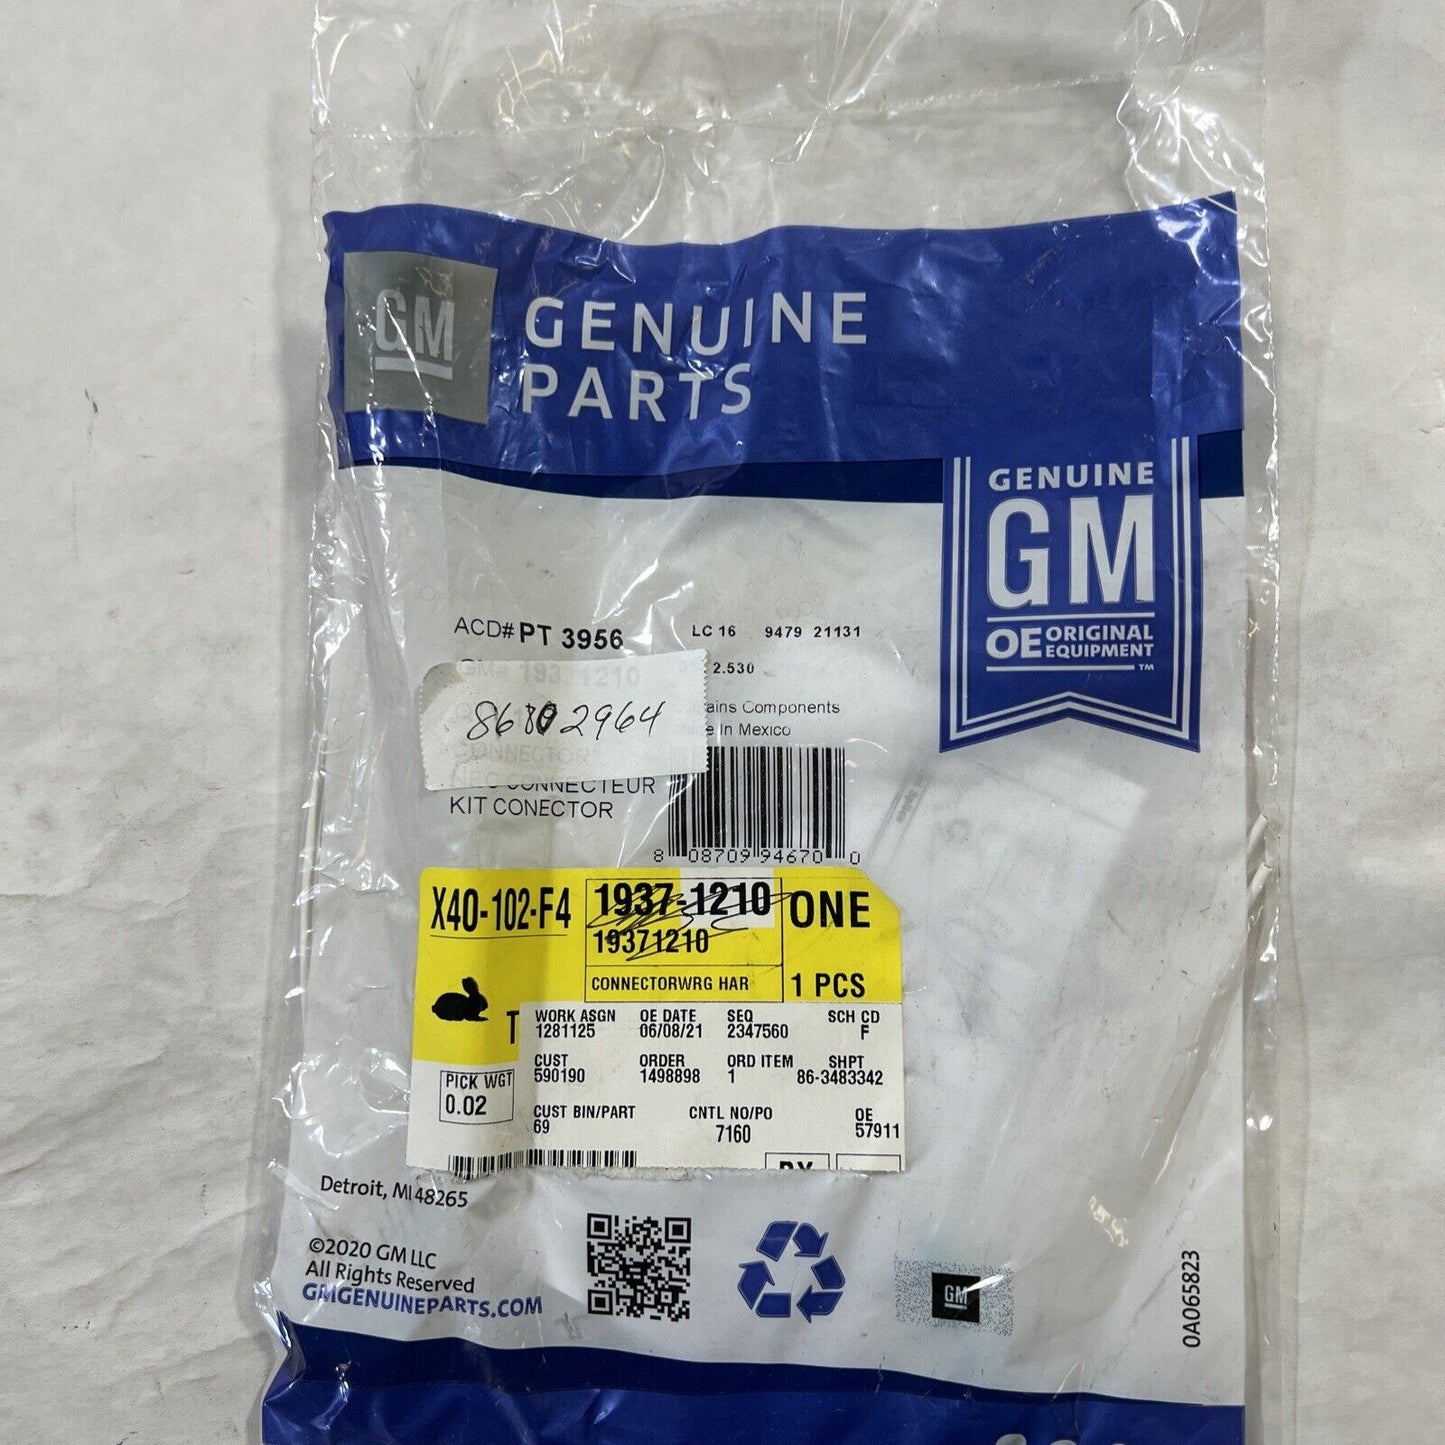 GM
GENUINE
PARTS
GENUINE
GM
OE ORIGINAL
EQUIPMENT
TM
ACD# PT 3956
LC 16 9479 21131
GM# 19371210
2.530
Components
Made In Mexico
CONNECTOR
CONNECTEUR
KIT CONECTOR
8 08709 94670 0
X40-102-F4
1937-1210
19371210
ONE
CONNECTORWRG HAR
1 PCS
T
WORK ASGN OE DATE SEQ SCH CD
1281125 06/08/21 2347560 F
CUST ORDER ORD ITEM SHPT
590190 1498898 1 86-3483342
PICK WGT
0.02
CUST BIN/PART CNTL NO/PO OE
69 7160 57911
Detroit, MI 48265
©2020 GM LLC
All Rights Reserved
GMGENUINEPARTS.COM
GM
0A065823